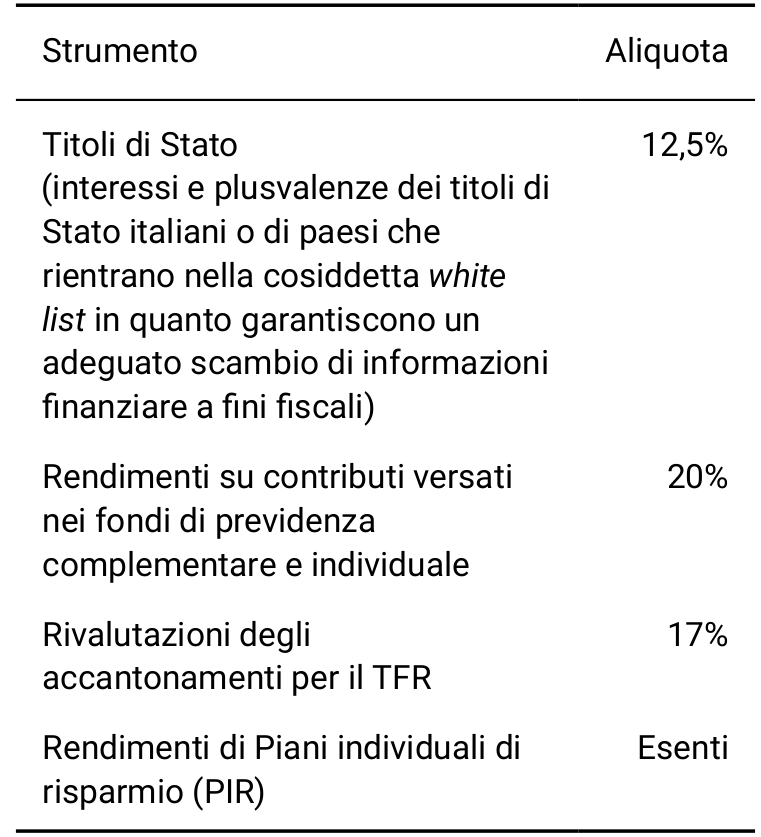 Strumento Aliquota
Titoli di Stato 12,5%
(interessi e plusvalenze dei titoli di
Stato italiani o di paesi che
rientrano nella cosiddetta white
list in quanto garantiscono un
adeguato scambio di informazioni
finanziare a fini fiscali)
Rendimenti su contributi versati 20%
nei fondi di previdenza
complementare e individuale
Rivalutazioni degli 17%
accantonamenti per il TFR
Rendimenti di Piani individuali di Esenti
risparmio (PIR)